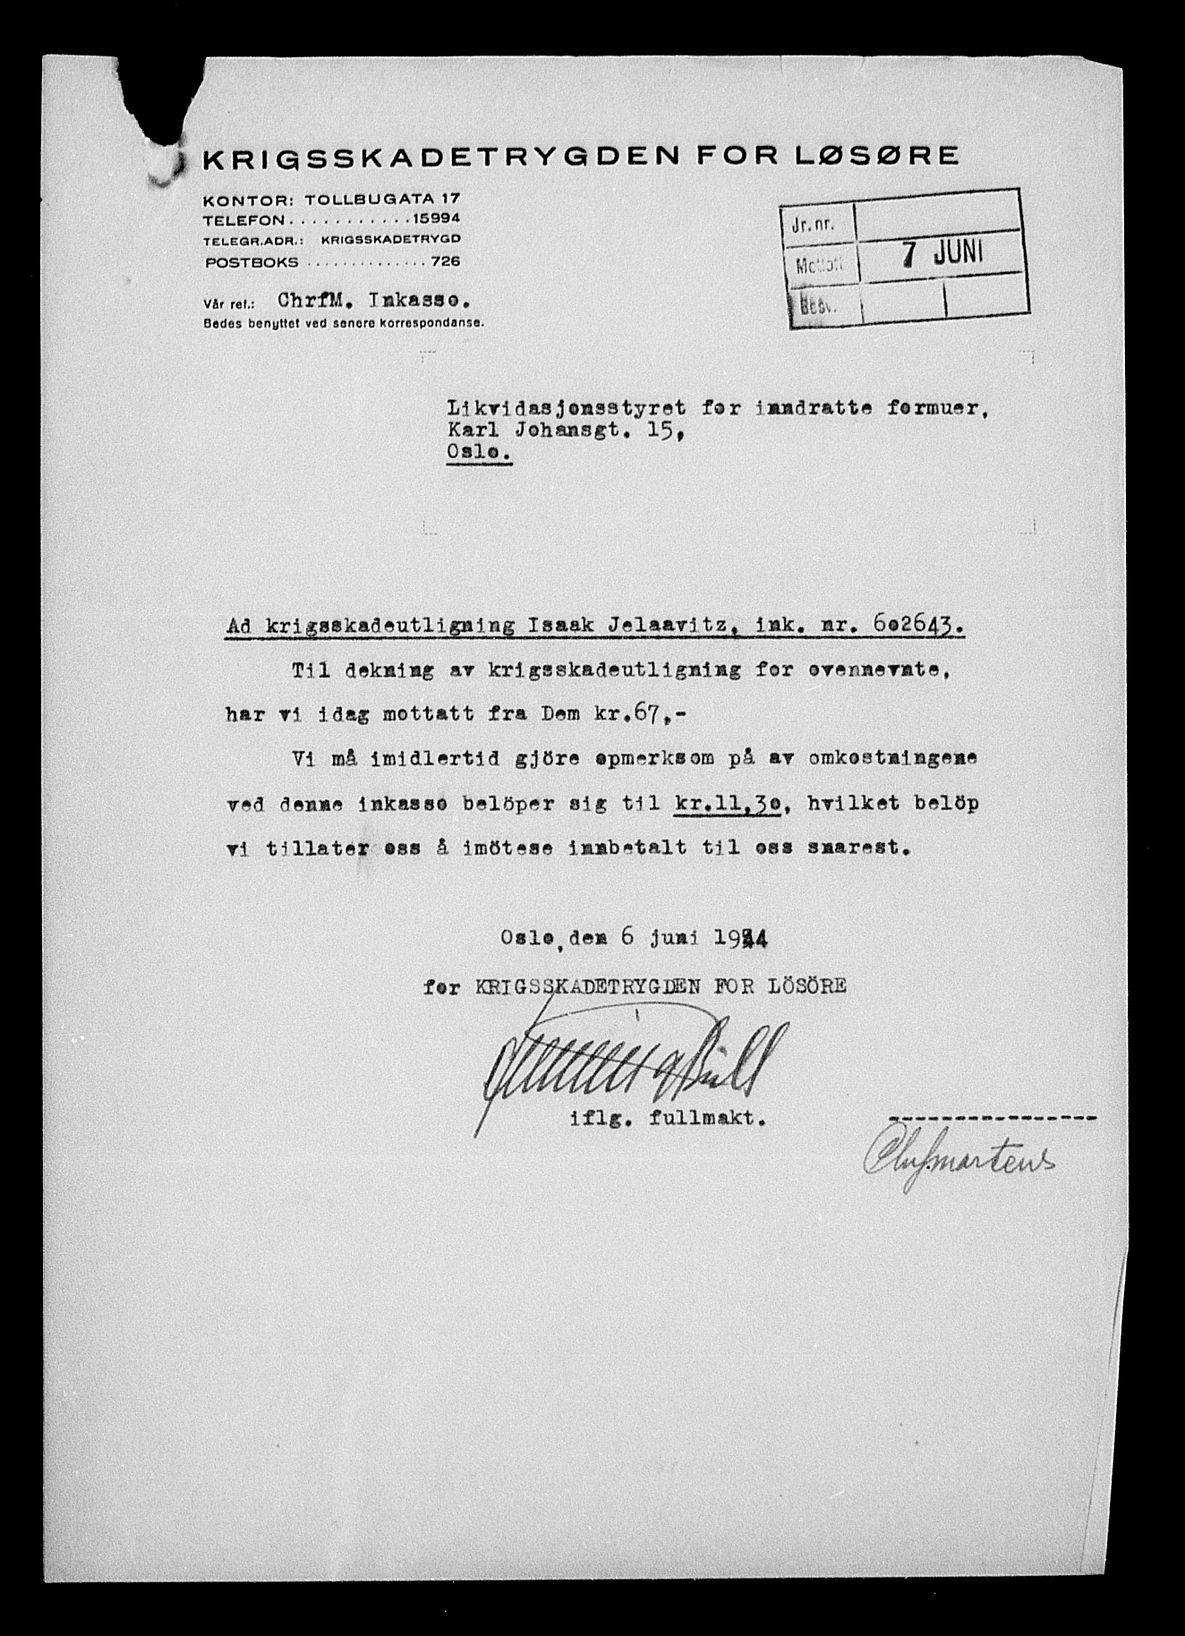 KRIGSSKADETRYGDEN FOR LØSØRE
KONTOR: TOLLBUGATA 17
TELEFON...........15994
TELEGR.ADR.: KRIGSSKADETRYGD
POSTBOKS..............726
Vår ref.: ChrfM. Inkasso.
Bedes benyttet ved senere korrespondanse.
Jr. nr.
Mottatt 7 JUNI
Besv.
Likvidasjonsstyret for inndratte formuer,
Karl Johansgt. 15,
Oslo.
Ad krigsskadeutligning Isaak Jelaavitz, ink. nr. 602643.
Til dekning av krigsskadeutligning for ovennevnte,
har vi idag mottatt fra Dem kr.67,-
Vi må imidlertid gjöre opmerksom på av omkostningene
ved denne inkasso belöper sig til kr.11,30, hvilket belöp
vi tillater oss å imötese innbetalt til oss snarest.
Oslo, den 6 juni 1944
for KRIGSSKADETRYGDEN FOR LÖSÖRE
iflg. fullmakt.
----------------
Oluf Martens